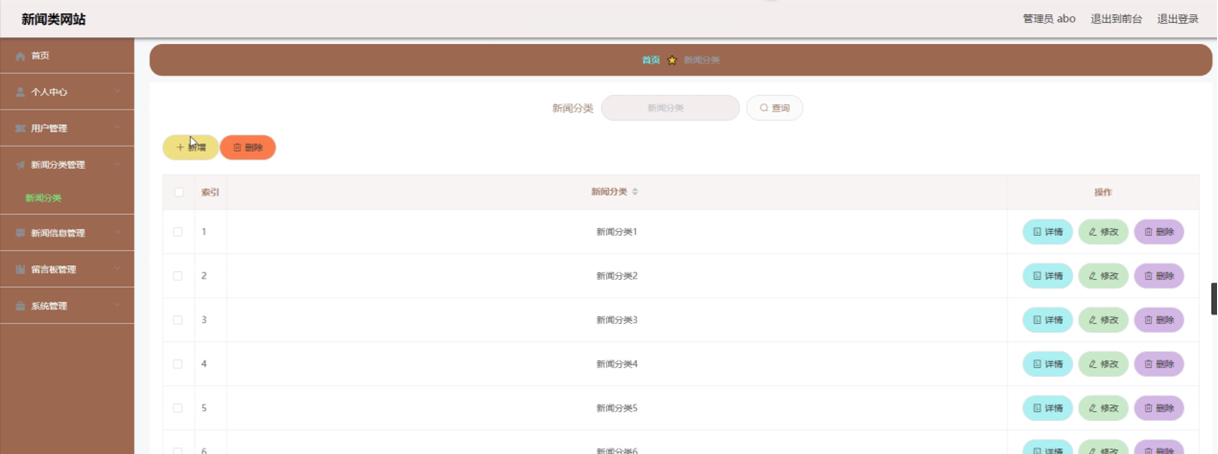 新闻类网站
管理员 abo 退出到前台 退出登录
首页
个人中心
用户管理
新闻分类管理
新闻分类
新闻信息管理
留言板管理
系统管理
首页 新闻分类
新闻分类 新闻分类 查询
新增 删除
索引 新闻分类 操作
1 新闻分类1 详情 修改 删除
2 新闻分类2 详情 修改 删除
3 新闻分类3 详情 修改 删除
4 新闻分类4 详情 修改 删除
5 新闻分类5 详情 修改 删除
6 新闻分类6 详情 修改 删除